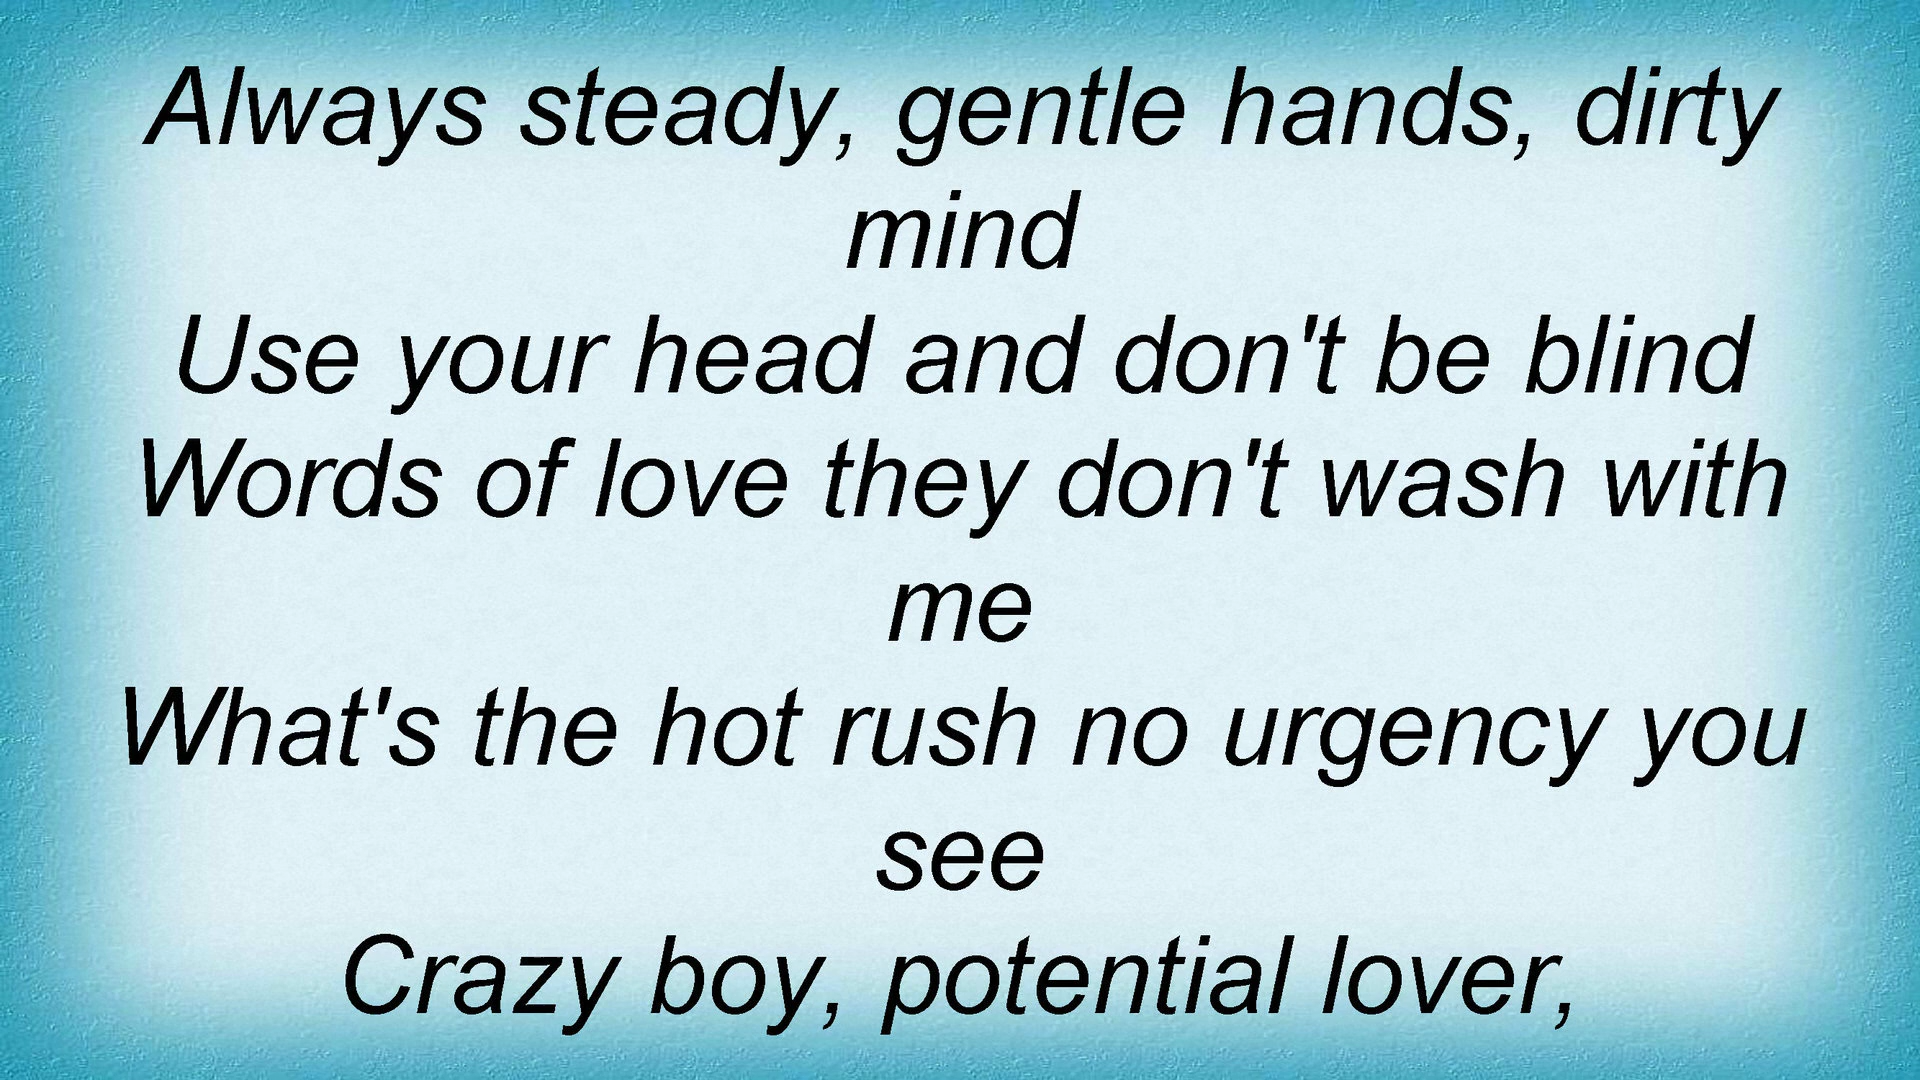 Always steady, gentle hands, dirty
mind
Use your head and don't be blind
Words of love they don't wash with
me
What's the hot rush no urgency you
see
Crazy boy, potential lover,